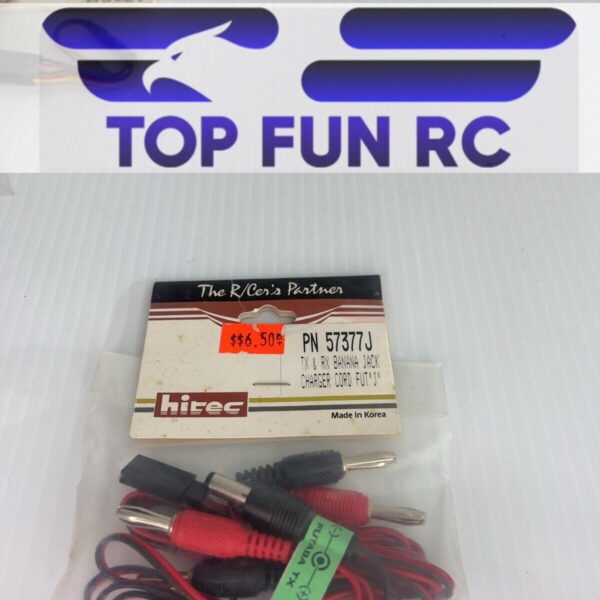 TOP FUN RC
The R/Cer's Partner
$$6.50
PN 57377J
TX & RX BANANA JACK
CHARGER CORD FUT"J"
hitec
Made in Korea
(-)
FUTABA TX
(+)